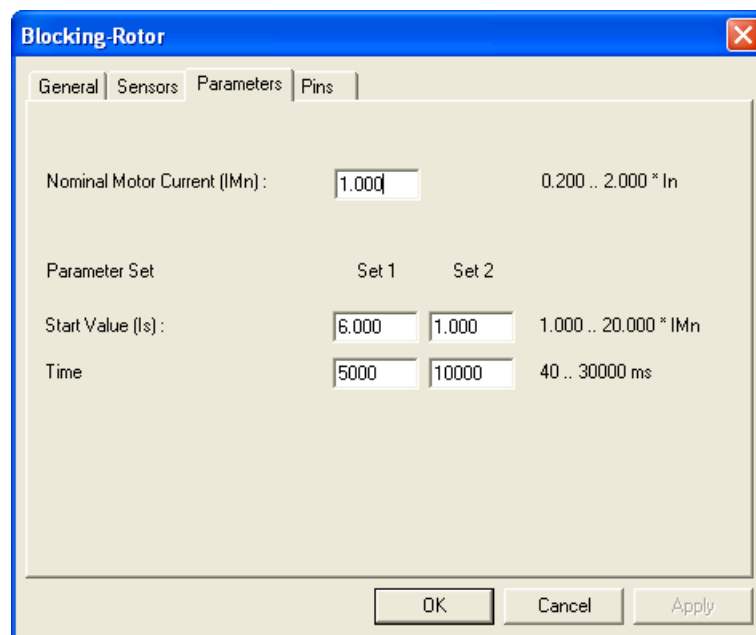 Blocking-Rotor
General Sensors Parameters Pins
Nominal Motor Current (IMn) : 1.000 0.200 .. 2.000 * In
Parameter Set Set 1 Set 2
Start Value (Is) : 6.000 1.000 1.000 .. 20.000 * IMn
Time 5000 10000 40 .. 30000 ms
OK Cancel Apply